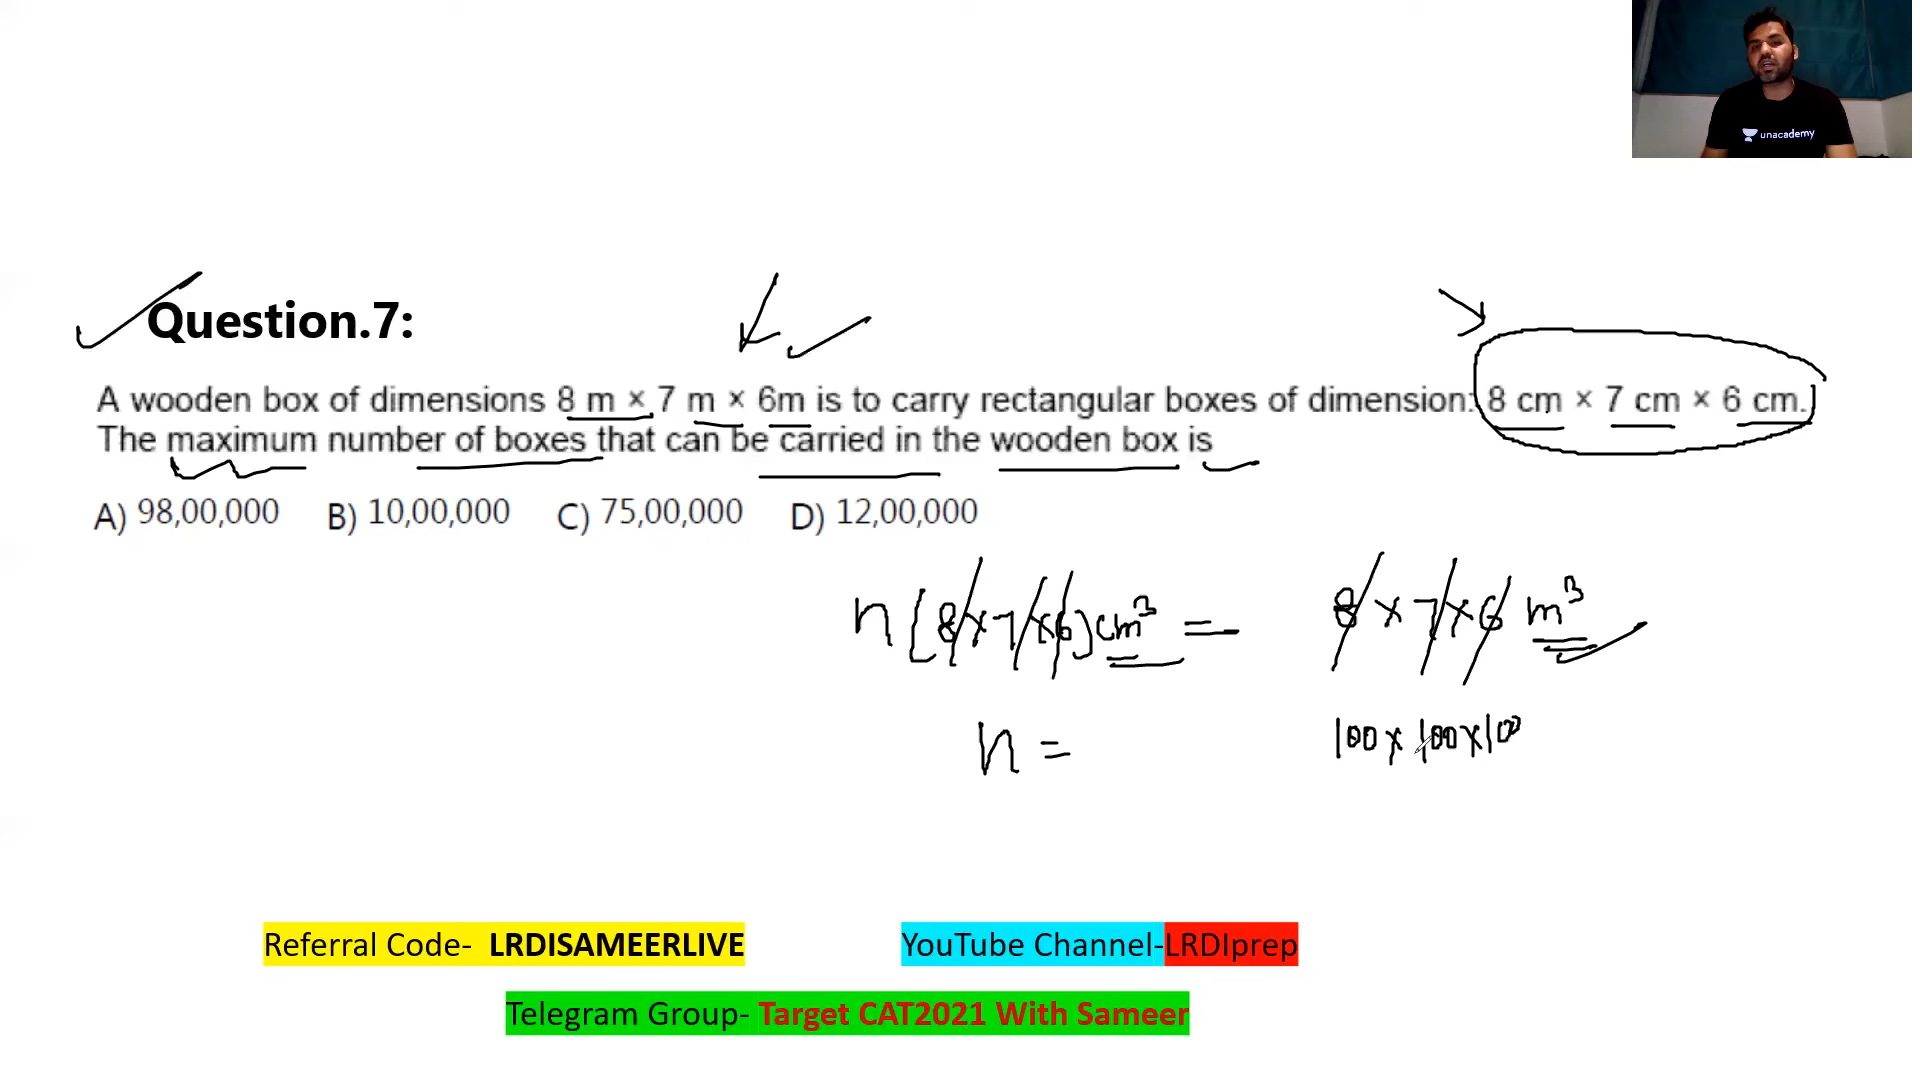 unacademy
Question.7:
A wooden box of dimensions 8 m × 7 m × 6m is to carry rectangular boxes of dimension. 8 cm × 7 cm × 6 cm.
The maximum number of boxes that can be carried in the wooden box is
A) 98,00,000 B) 10,00,000 C) 75,00,000 D) 12,00,000
n [8×7×6] cm³ = 8 × 7 × 6 m³
n = 100 × 100 × 100
Referral Code- LRDISAMEERLIVE YouTube Channel-LRDIprep
Telegram Group- Target CAT2021 With Sameer